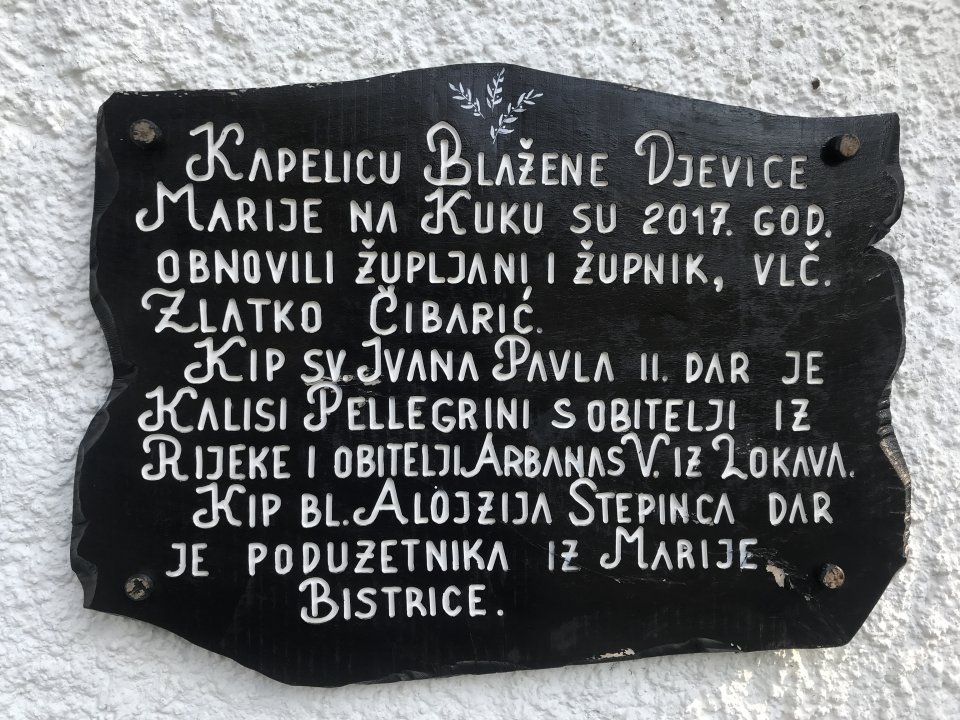 KAPELICU BLAŽENE DJEVICE
MARIJE NA KUKU SU 2017. GOD.
OBNOVILI ŽUPLJANI I ŽUPNIK, VLČ.
ZLATKO ČIBARIĆ.
KIP SV. IVANA PAVLA II. DAR JE
KALISI PELLEGRINI S OBITELJI IZ
RIJEKE I OBITELJI ARBANAS V. IZ LOKAVA.
KIP BL. ALOJZIJA STEPINCA DAR
JE PODUZETNIKA IZ MARIJE
BISTRICE.